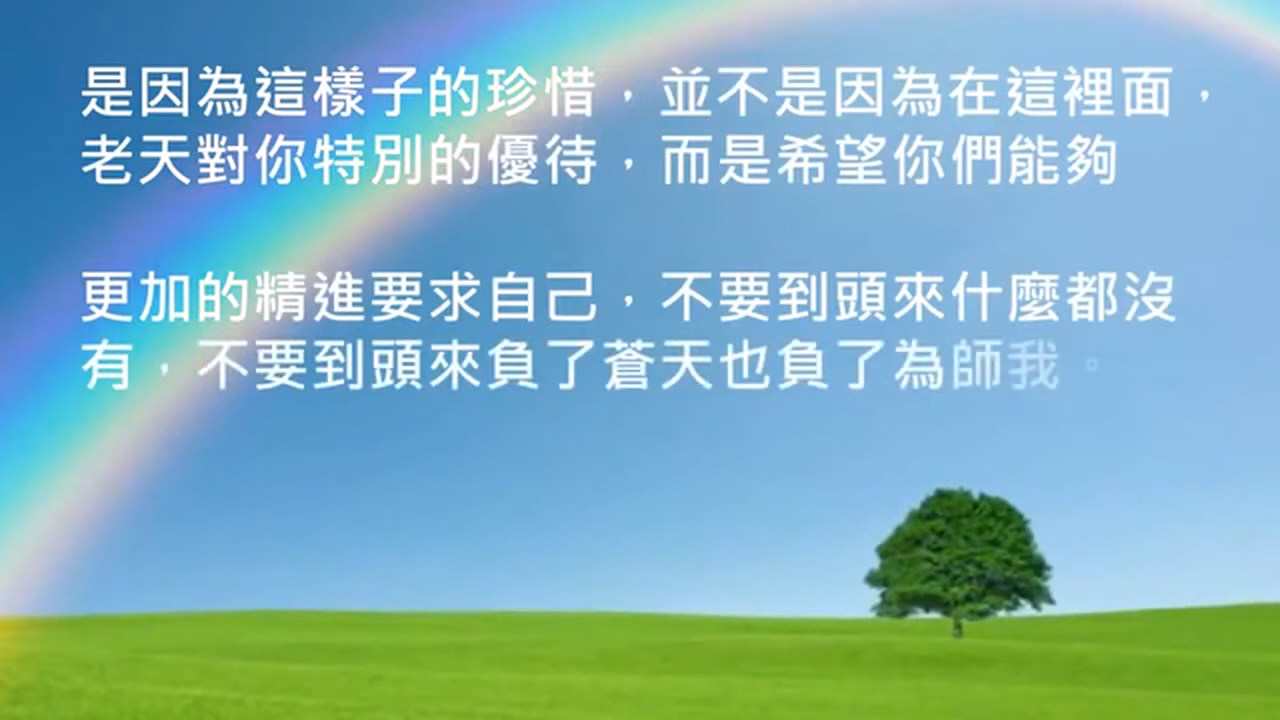 是因為這樣子的珍惜，並不是因為在這裡面，
老天對你特別的優待，而是希望你們能夠
更加的精進要求自己，不要到頭來什麼都沒
有，不要到頭來負了蒼天也負了為師我。